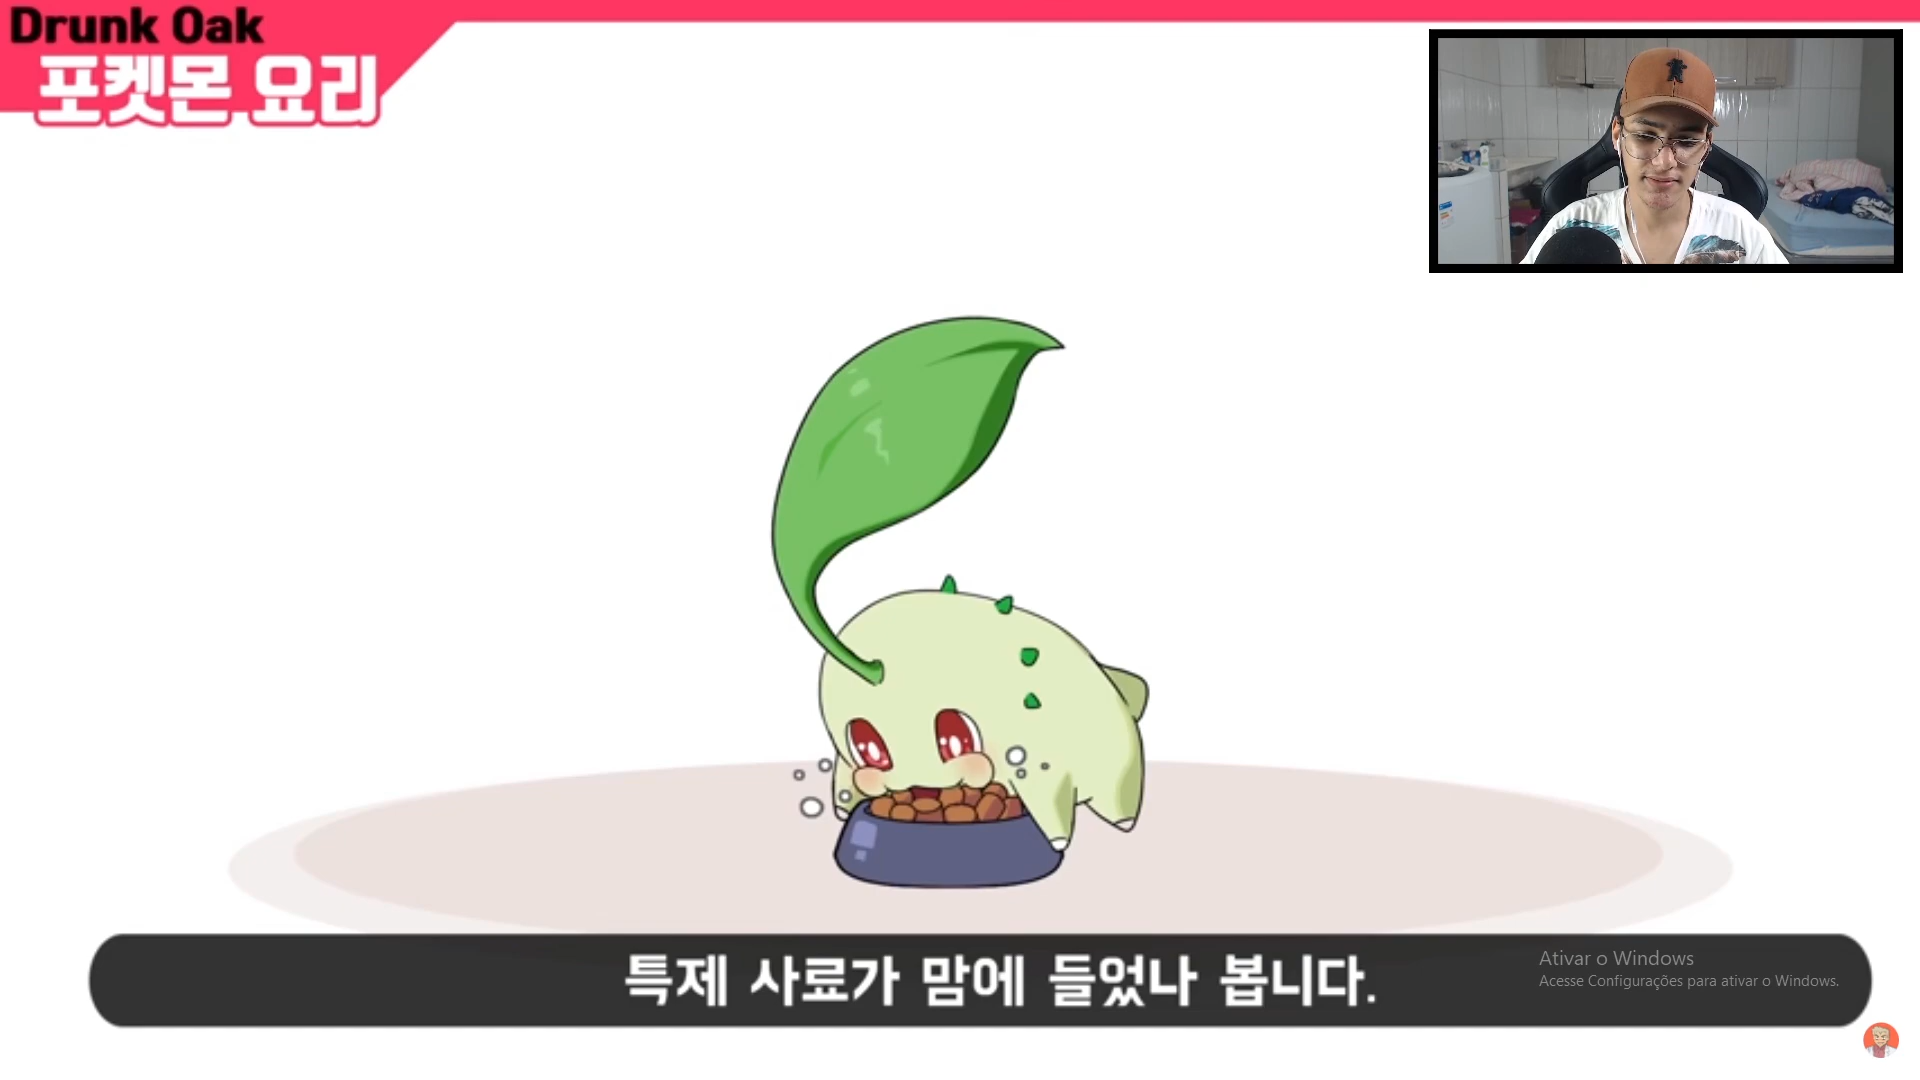 Drunk Oak
포켓몬 요리
특제 사료가 맘에 들었나 봅니다.
Ativar o Windows
Acesse Configurações para ativar o Windows.